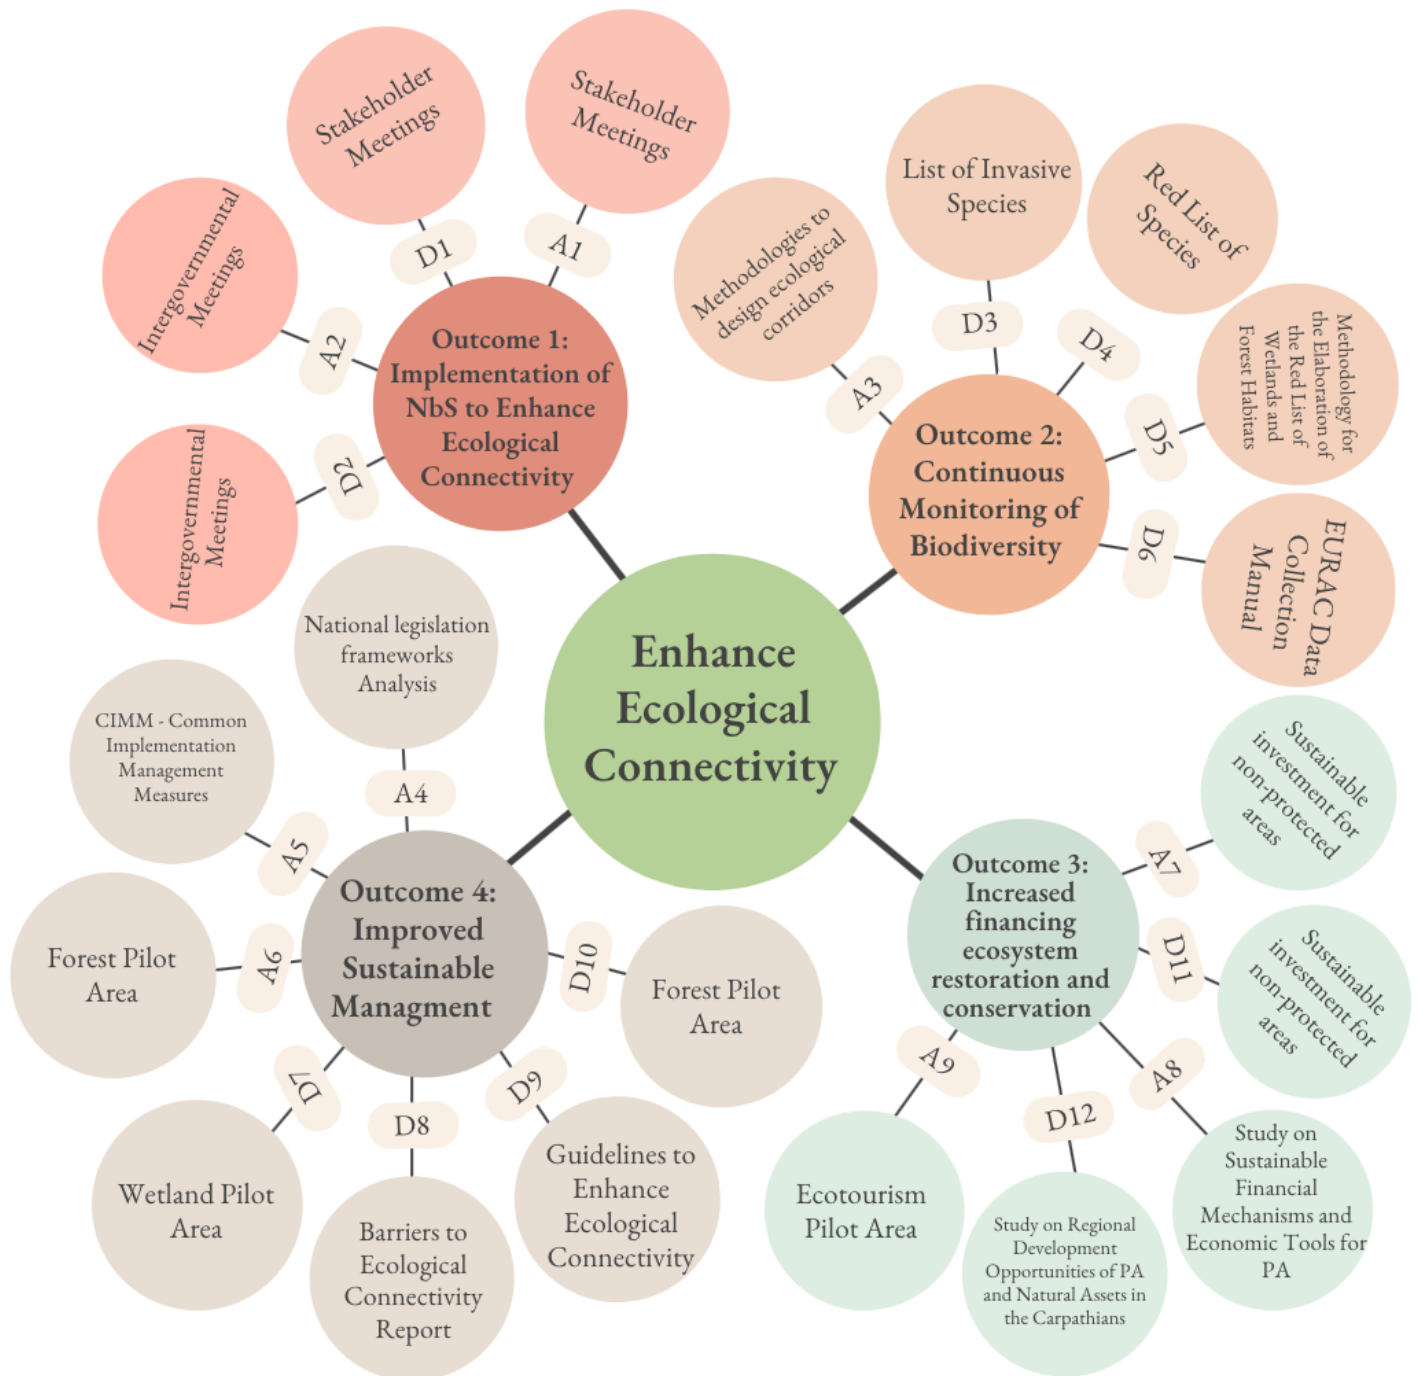 Stakeholder
Meetings
D1
Stakeholder
Meetings
A1
Intergovernmental
Meetings
A2
Intergovernmental
Meetings
D2
Outcome 1:
Implementation of
NbS to Enhance
Ecological
Connectivity
Methodologies to
design ecological
corridors
A3
List of Invasive
Species
D3
Red List of
Species
D4
Methodology for
the Elaboration of
the Red List of
Wetlands and
Forest Habitats
D5
EURAC Data
Collection
Manual
D6
Outcome 2:
Continuous
Monitoring of
Biodiversity
Enhance
Ecological
Connectivity
National legislation
frameworks
Analysis
A4
CIMM - Common
Implementation
Management
Measures
A5
Forest Pilot
Area
A6
Outcome 4:
Improved
Sustainable
Managment
Wetland Pilot
Area
D7
D8
Barriers to
Ecological
Connectivity
Report
D9
Guidelines to
Enhance
Ecological
Connectivity
D10
Forest Pilot
Area
Outcome 3:
Increased
financing
ecosystem
restoration and
conservation
A7
Sustainable
investment for
non-protected
areas
D11
Sustainable
investment for
non-protected
areas
A8
Study on
Sustainable
Financial
Mechanisms and
Economic Tools for
PA
D12
Study on Regional
Development
Opportunities of PA
and Natural Assets in
the Carpathians
A9
Ecotourism
Pilot Area